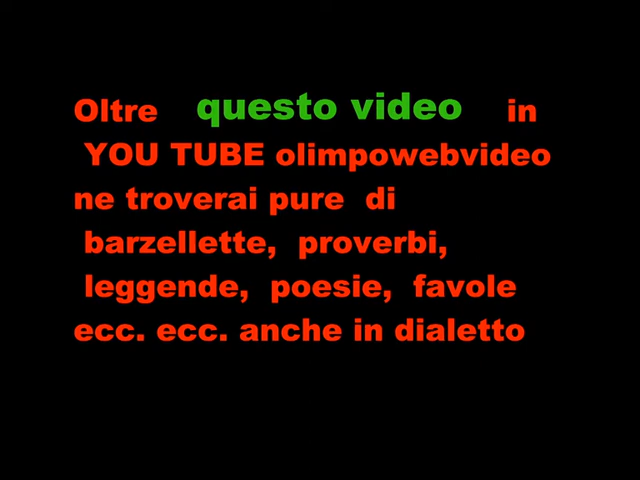 Oltre questo video in
YOU TUBE olimpowebvideo
ne troverai pure di
barzellette, proverbi,
leggende, poesie, favole
ecc. ecc. anche in dialetto